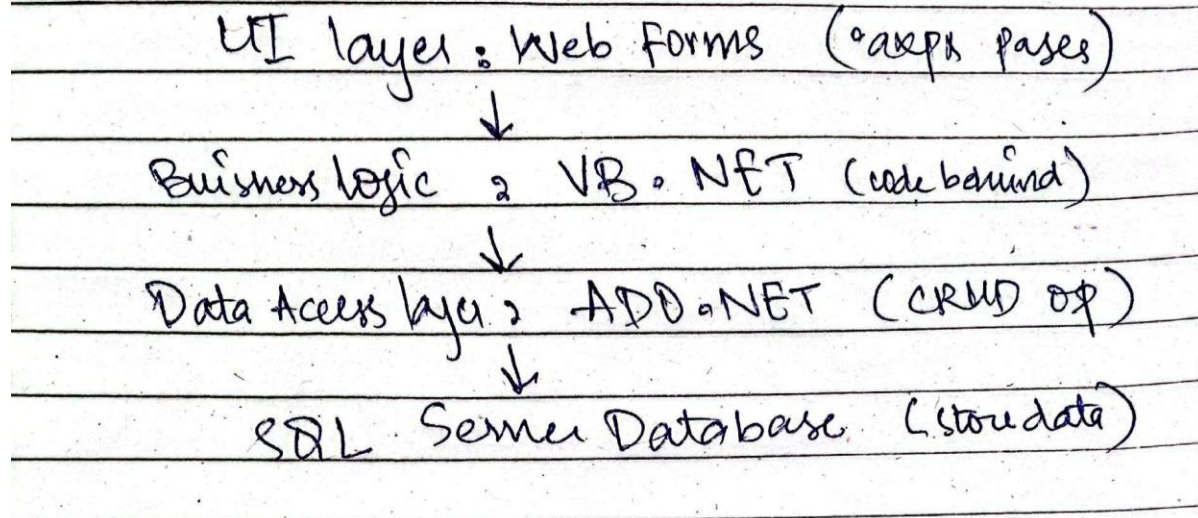 UI layer : Web Forms (.aspx pages)
↓
Buisness logic : VB.NET (code behind)
↓
Data Access layer : ADO.NET (CRUD op)
↓
SQL Server Database (store data)